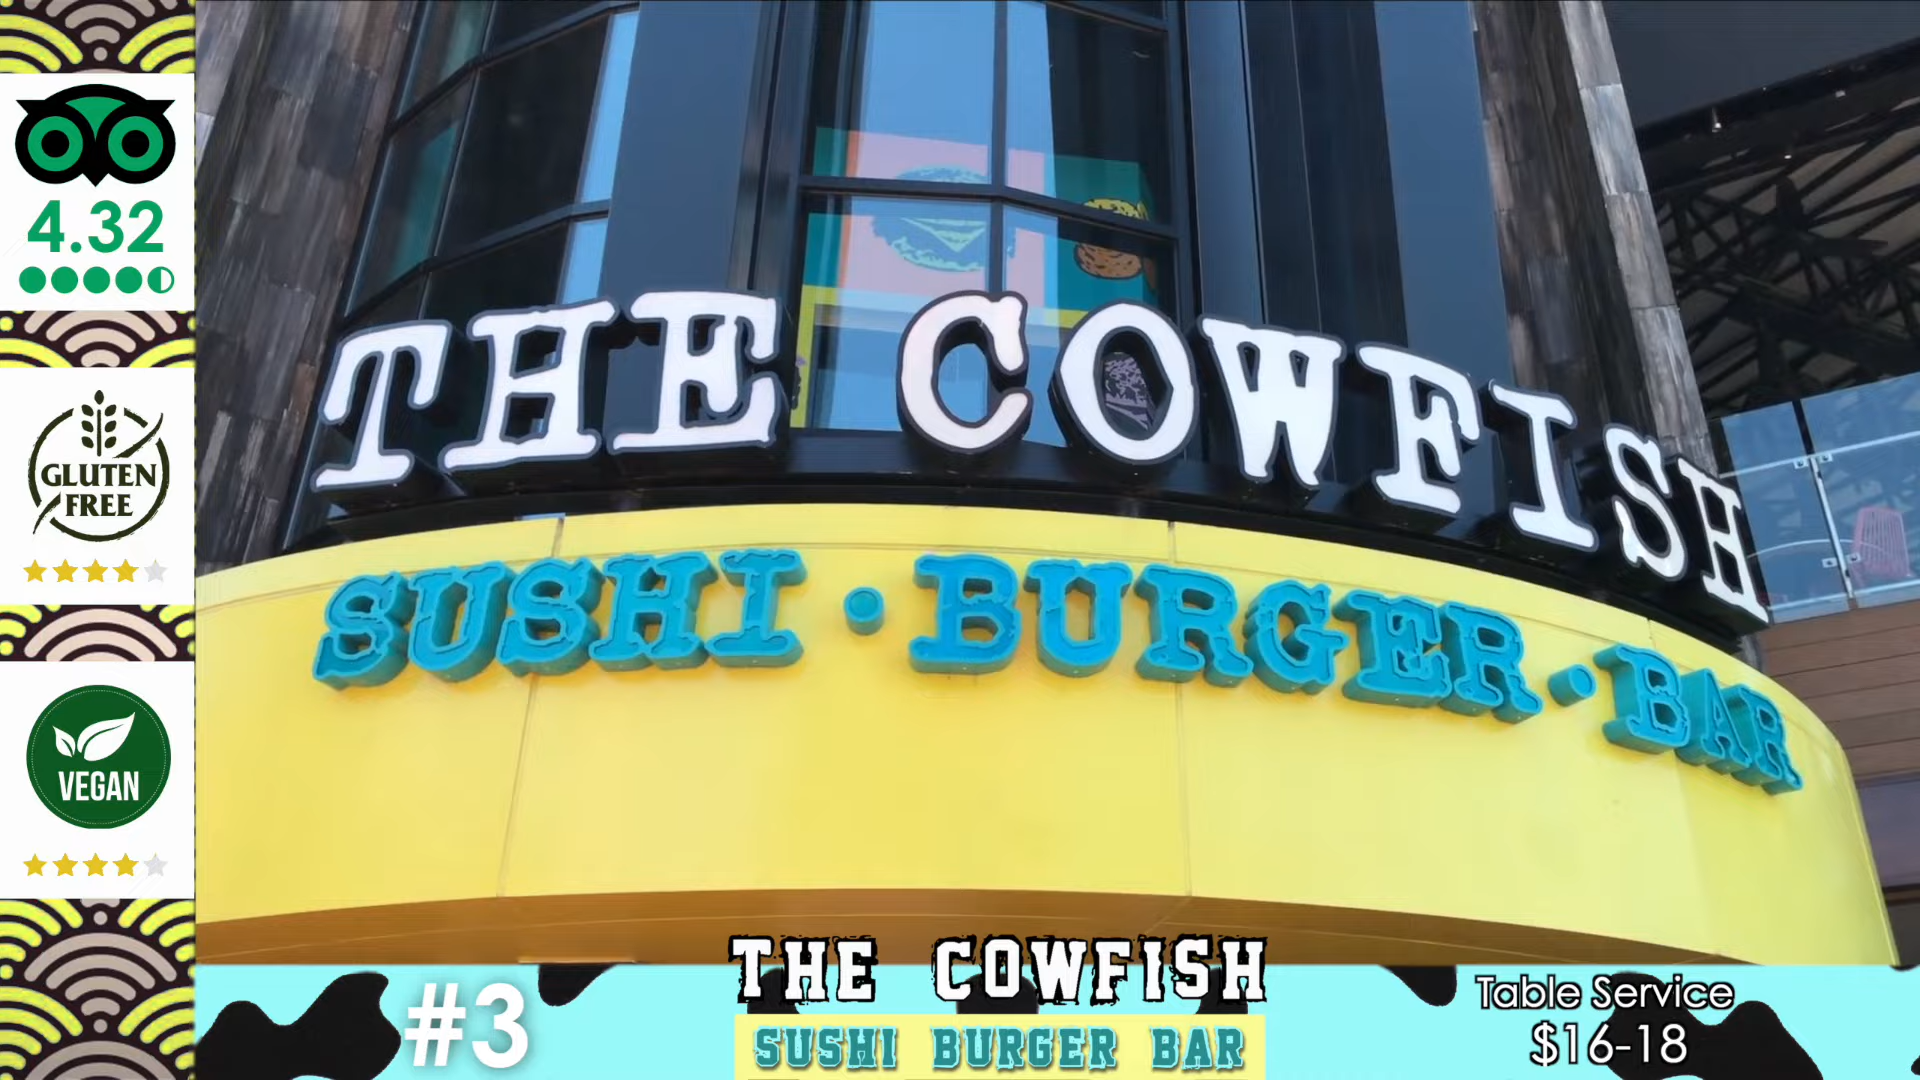 4.32
GLUTEN
FREE
VEGAN
THE COWFISH
SUSHI • BURGER • BAR
#3
THE COWFISH
SUSHI BURGER BAR
Table Service
$16-18